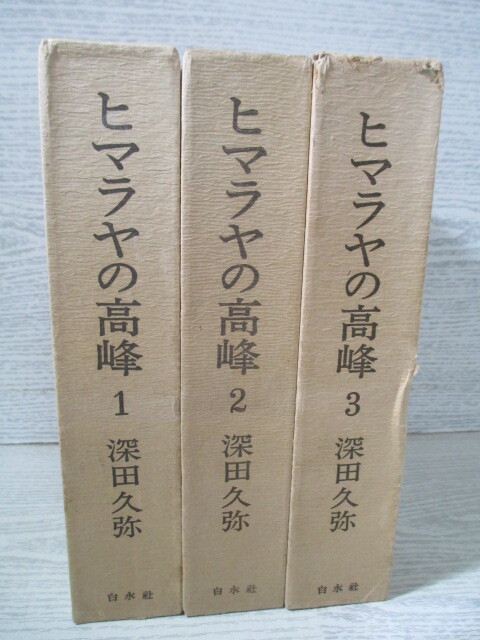 ヒマラヤの高峰 1 深田久弥 白水社
ヒマラヤの高峰 2 深田久弥 白水社
ヒマラヤの高峰 3 深田久弥 白水社